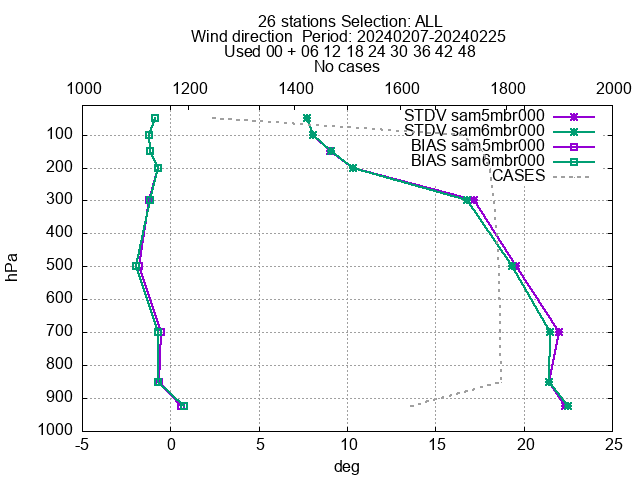 26 stations Selection: ALL
Wind direction  Period: 20240207-20240225
Used 00 + 06 12 18 24 30 36 42 48
No cases
1000 1200 1400 1600 1800 2000
STDV sam5mbr000
STDV sam6mbr000
BIAS sam5mbr000
BIAS sam6mbr000
CASES
100
200
300
400
500
600
700
800
900
1000
hPa
-5 0 5 10 15 20 25
deg